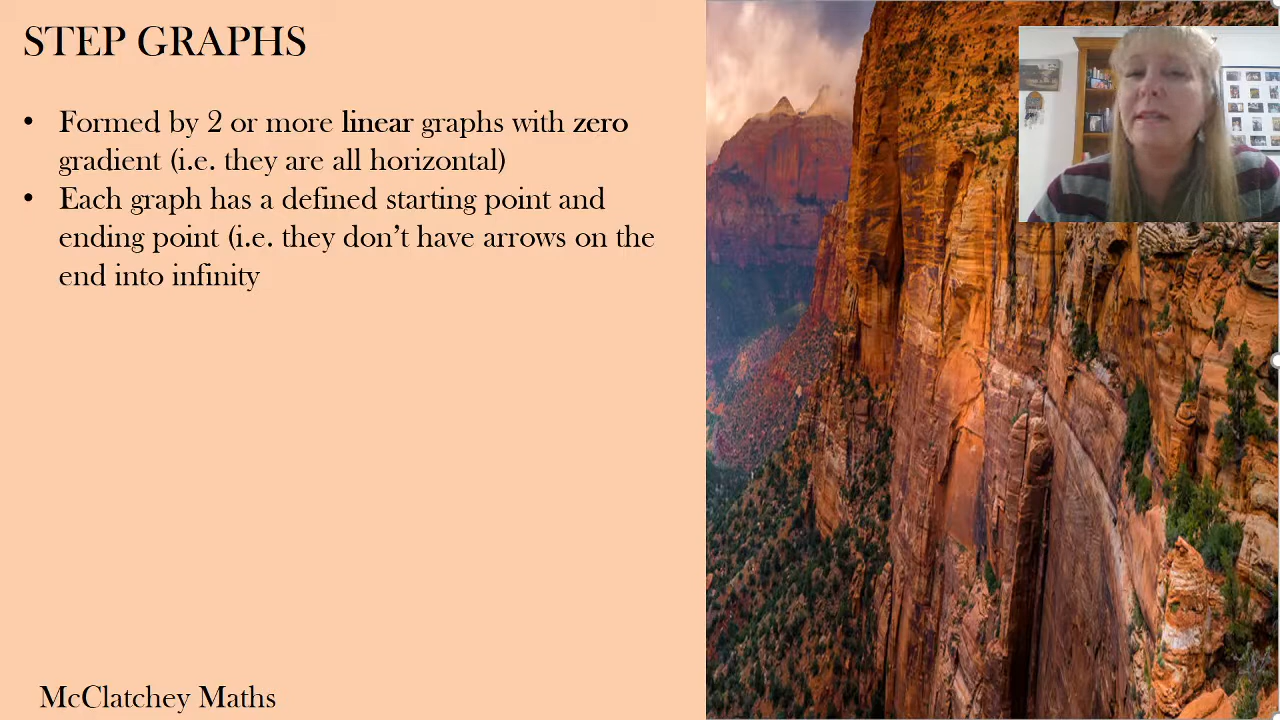 STEP GRAPHS
• Formed by 2 or more linear graphs with zero
gradient (i.e. they are all horizontal)
• Each graph has a defined starting point and
ending point (i.e. they don’t have arrows on the
end into infinity
McClatchey Maths